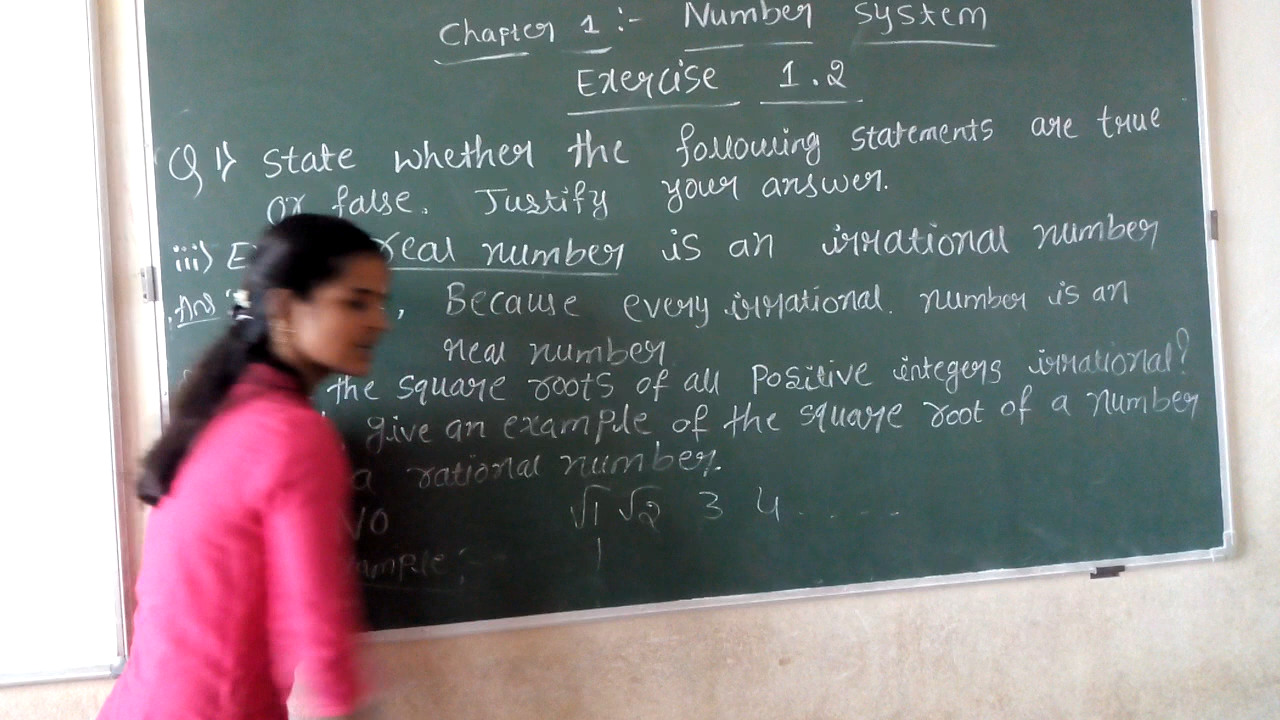 Chapter 1 :- Number System
Exercise 1.2
Q 1) State whether the following statements are true
or false. Justify your answer.
iii) E real number is an irrational number
Ans , Because every irrational number is an
real number
the square roots of all positive integers irrational?
give an example of the square root of a number
a rational number.
NO √1 √2 3 4 - - - -
ample :- 1